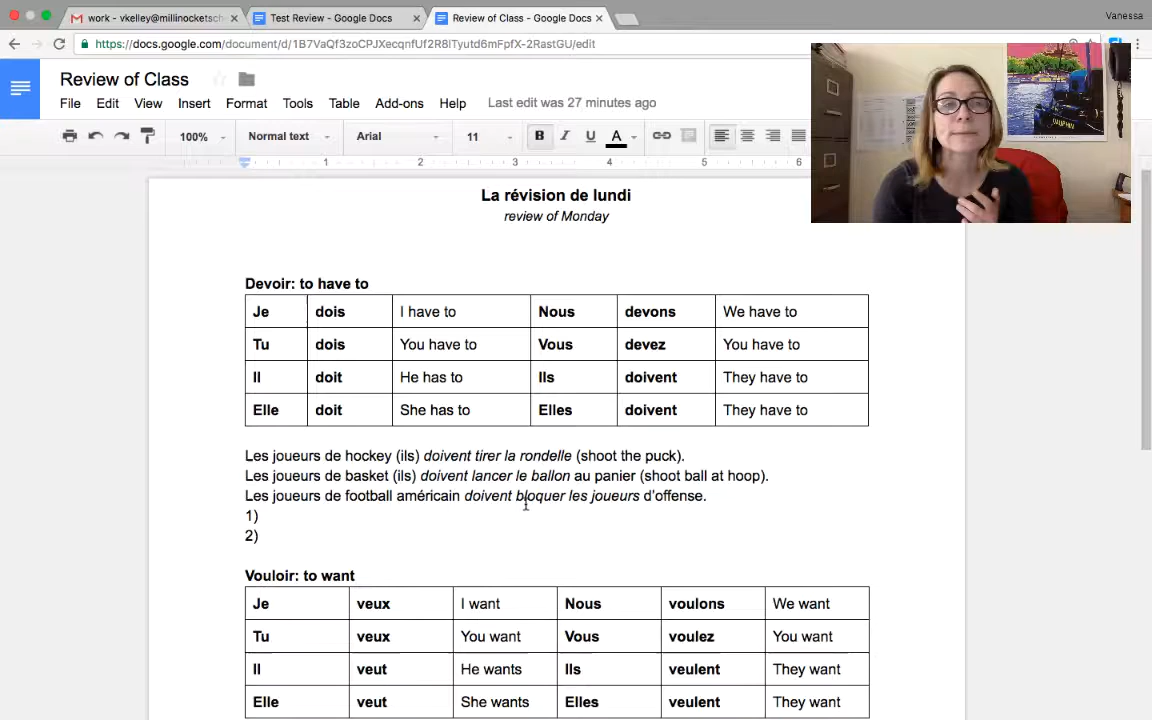 work - vkelley@millinocketsch
Test Review - Google Docs
Review of Class - Google Docs
Vanessa
https://docs.google.com/document/d/1B7VaQf3zoCPJXecqnfUf2R8lTyutd6mFpfX-2RastGU/edit
Review of Class
File Edit View Insert Format Tools Table Add-ons Help Last edit was 27 minutes ago
100% Normal text Arial 11 B I U A
1 2 3 4 5 6
DAUPHIN
La révision de lundi
review of Monday
Devoir: to have to
Je dois I have to Nous devons We have to
Tu dois You have to Vous devez You have to
Il doit He has to Ils doivent They have to
Elle doit She has to Elles doivent They have to
Les joueurs de hockey (ils) doivent tirer la rondelle (shoot the puck).
Les joueurs de basket (ils) doivent lancer le ballon au panier (shoot ball at hoop).
Les joueurs de football américain doivent bloquer les joueurs d'offense.
1)
2)
Vouloir: to want
Je veux I want Nous voulons We want
Tu veux You want Vous voulez You want
Il veut He wants Ils veulent They want
Elle veut She wants Elles veulent They want